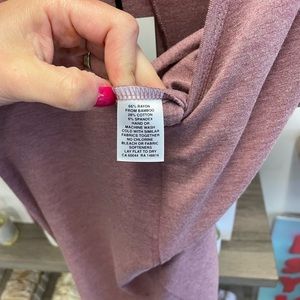 66% RAYON
FROM BAMBOO
28% COTTON
6% SPANDEX
HAND OR
MACHINE WASH
COLD WITH SIMILAR
FABRICS TOGETHER
NO CHLORINE
BLEACH OR FABRIC
SOFTENERS
LAY FLAT TO DRY